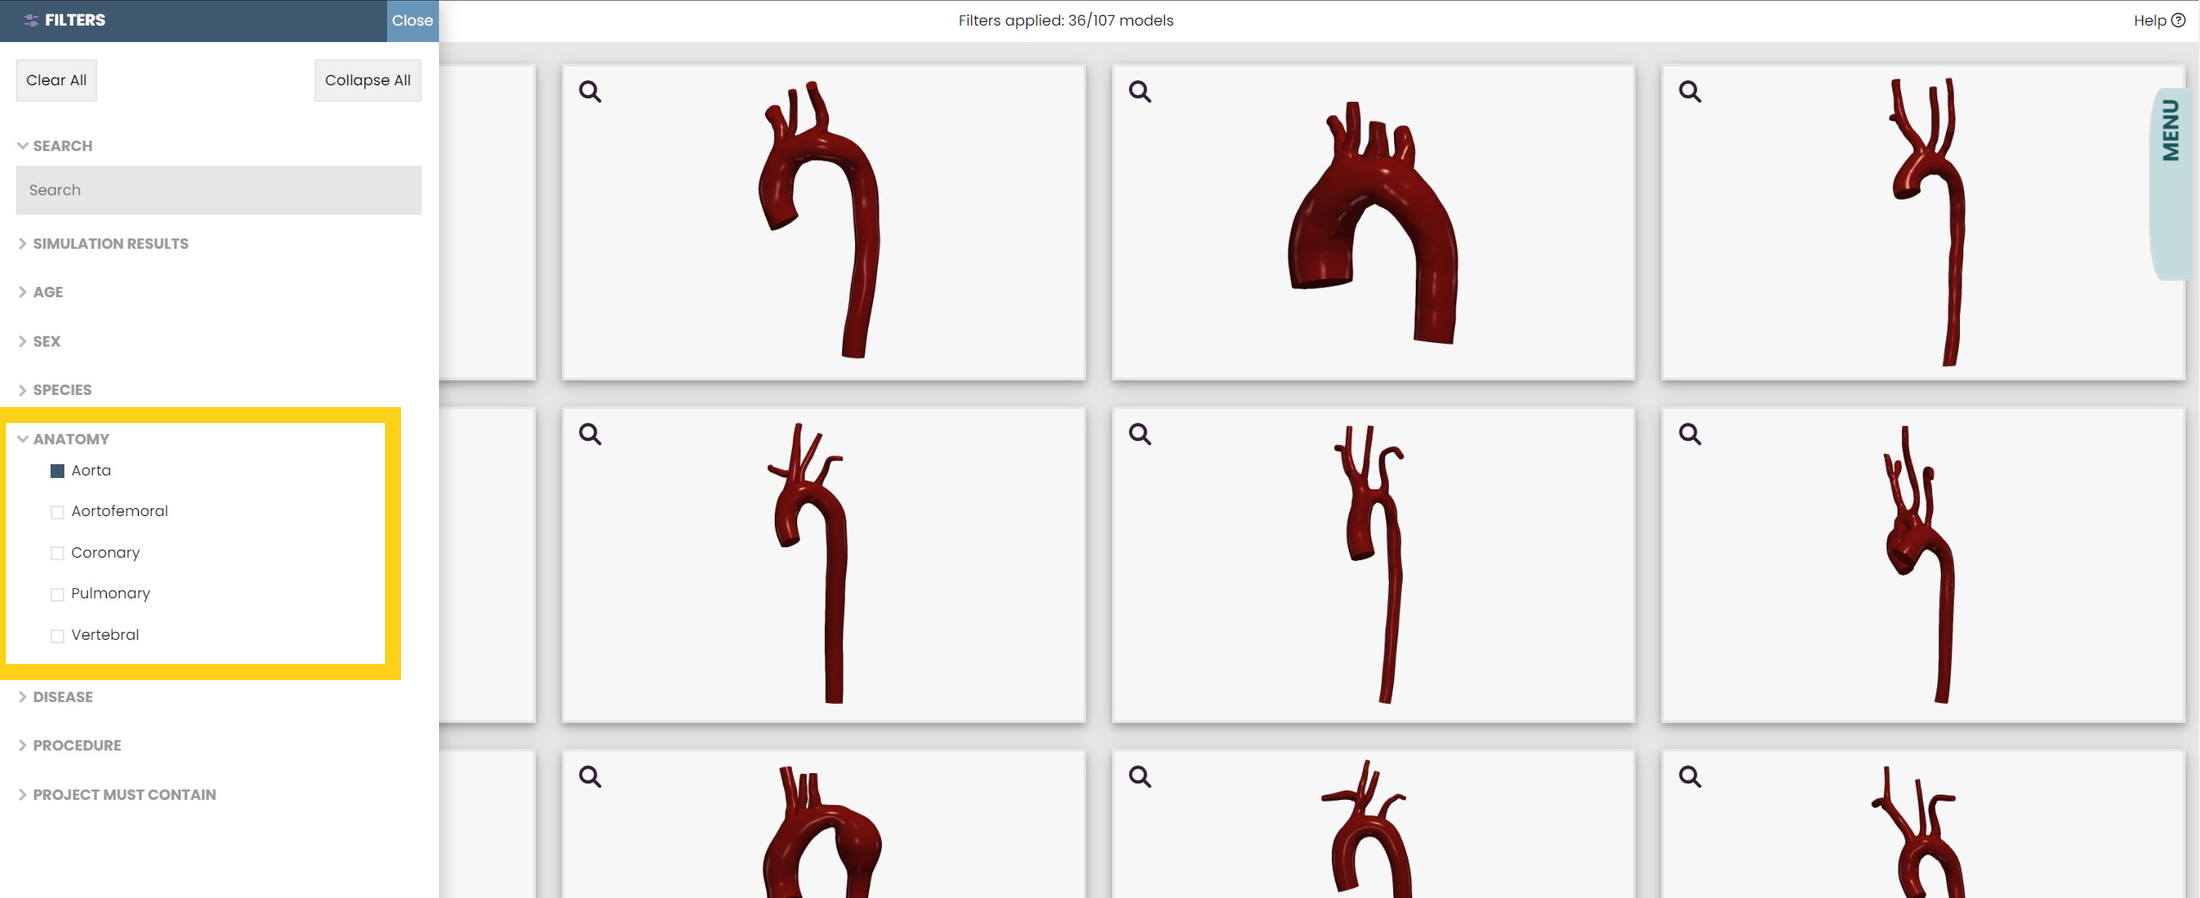 FILTERS
Close
Filters applied: 36/107 models
Help
Clear All
Collapse All
SEARCH
Search
SIMULATION RESULTS
AGE
SEX
SPECIES
ANATOMY
Aorta
Aortofemoral
Coronary
Pulmonary
Vertebral
DISEASE
PROCEDURE
PROJECT MUST CONTAIN
MENU